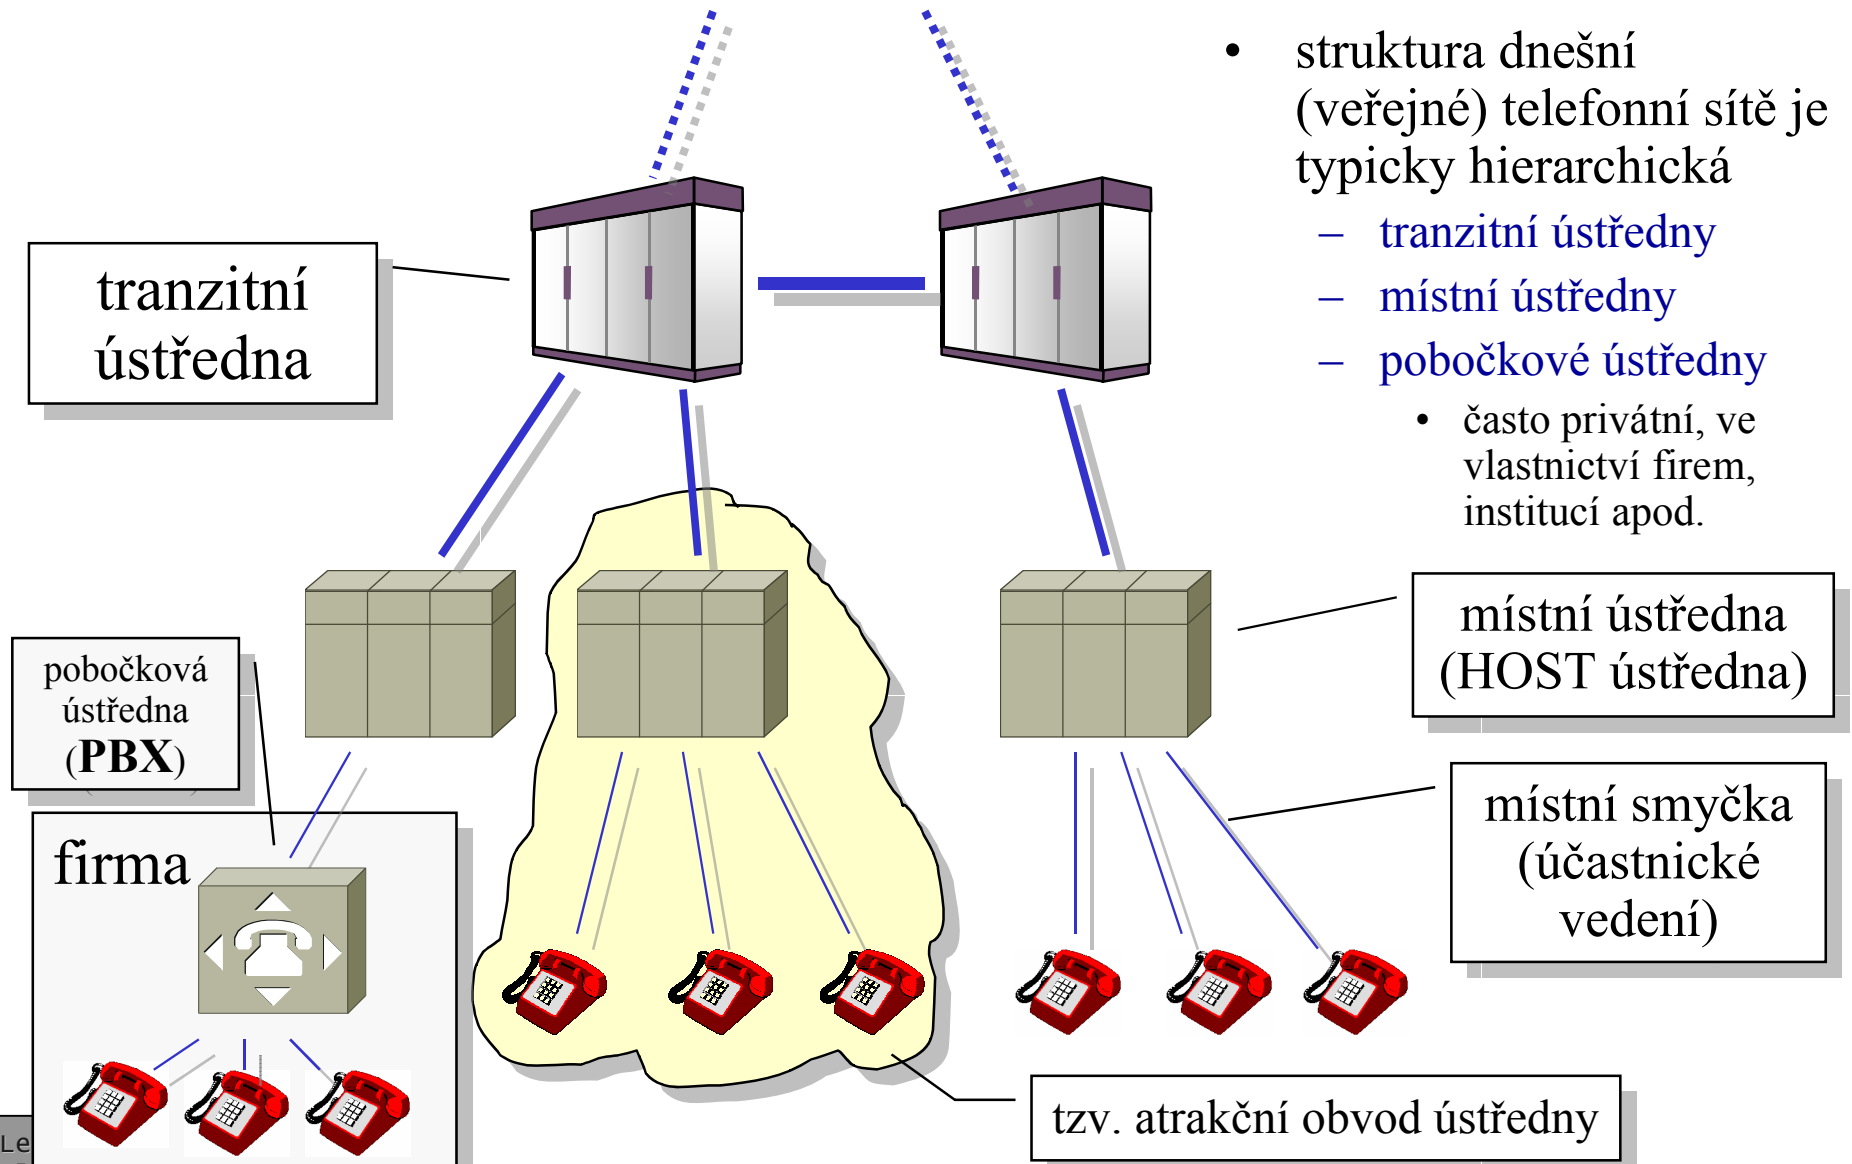 • struktura dnešní
(veřejné) telefonní sítě je
typicky hierarchická
– tranzitní ústředny
– místní ústředny
– pobočkové ústředny
• často privátní, ve
vlastnictví firem,
institucí apod.
tranzitní
ústředna
místní ústředna
(HOST ústředna)
pobočková
ústředna
(PBX)
místní smyčka
(účastnické
vedení)
firma
tzv. atrakční obvod ústředny
Le